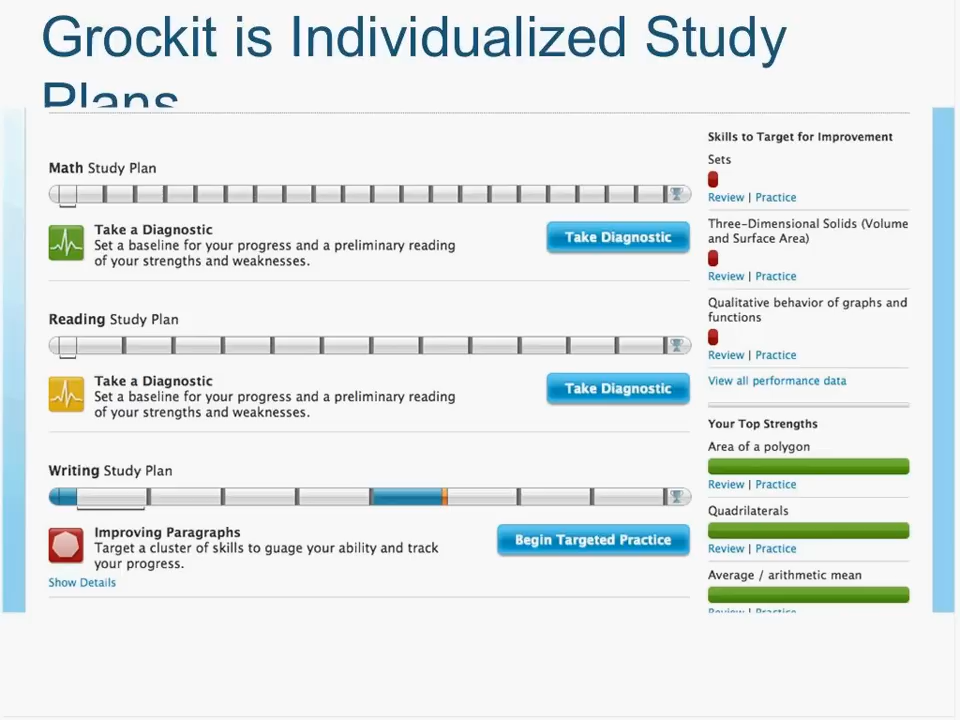 Grockit is Individualized Study
Plans
Math Study Plan
Take a Diagnostic
Set a baseline for your progress and a preliminary reading
of your strengths and weaknesses.
Take Diagnostic
Reading Study Plan
Take a Diagnostic
Set a baseline for your progress and a preliminary reading
of your strengths and weaknesses.
Take Diagnostic
Writing Study Plan
Improving Paragraphs
Target a cluster of skills to guage your ability and track
your progress.
Begin Targeted Practice
Show Details
Skills to Target for Improvement
Sets
Review | Practice
Three-Dimensional Solids (Volume
and Surface Area)
Review | Practice
Qualitative behavior of graphs and
functions
Review | Practice
View all performance data
Your Top Strengths
Area of a polygon
Review | Practice
Quadrilaterals
Review | Practice
Average / arithmetic mean
Review | Practice